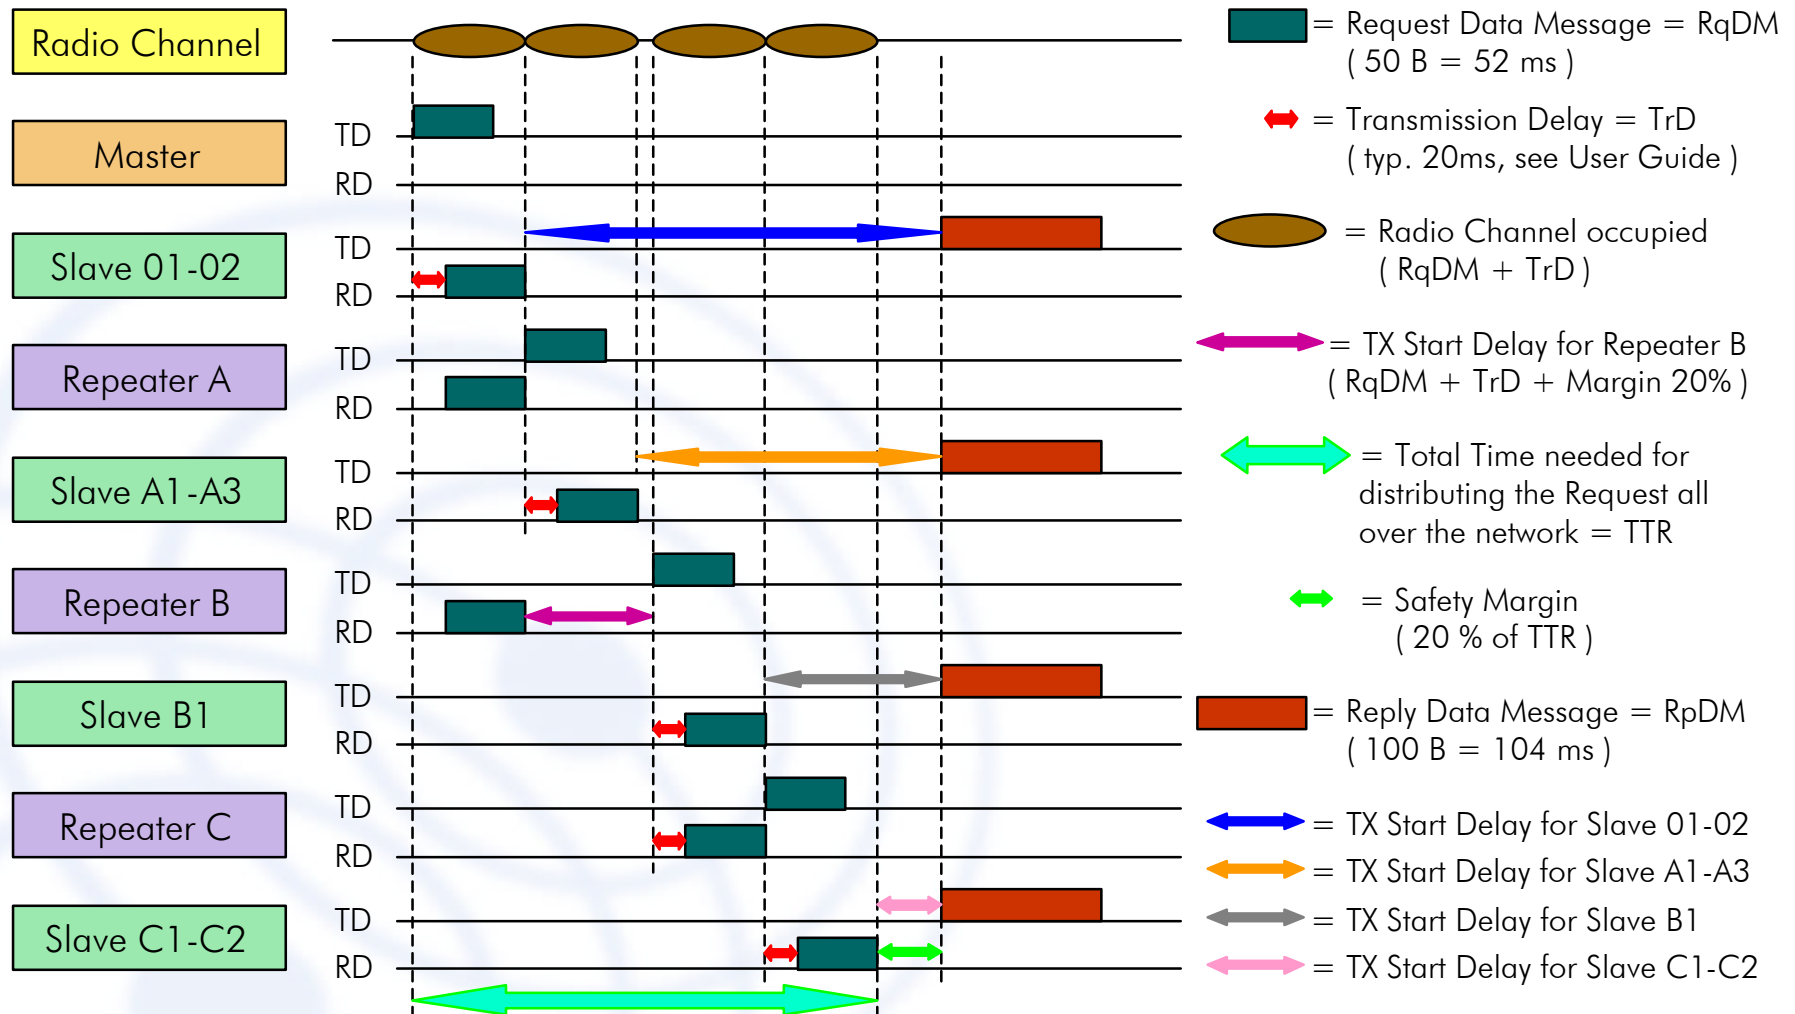 Radio Channel
Master
TD
RD
Slave 01-02
TD
RD
Repeater A
TD
RD
Slave A1-A3
TD
RD
Repeater B
TD
RD
Slave B1
TD
RD
Repeater C
TD
RD
Slave C1-C2
TD
RD
= Request Data Message = RqDM
( 50 B = 52 ms )
= Transmission Delay = TrD
( typ. 20ms, see User Guide )
= Radio Channel occupied
( RqDM + TrD )
= TX Start Delay for Repeater B
( RqDM + TrD + Margin 20% )
= Total Time needed for
distributing the Request all
over the network = TTR
= Safety Margin
( 20 % of TTR )
= Reply Data Message = RpDM
( 100 B = 104 ms )
= TX Start Delay for Slave 01-02
= TX Start Delay for Slave A1-A3
= TX Start Delay for Slave B1
= TX Start Delay for Slave C1-C2